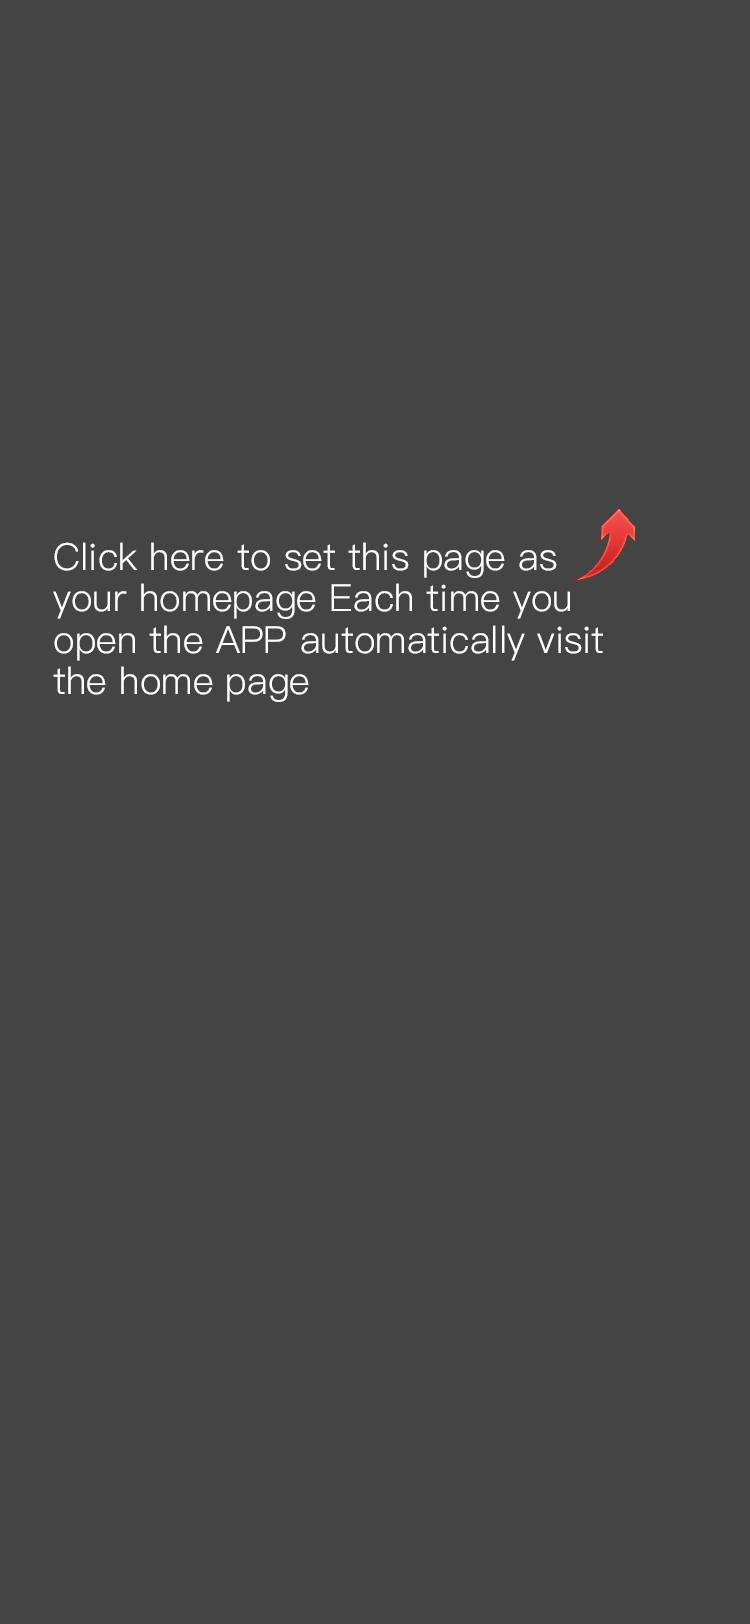 Click here to set this page as
your homepage Each time you
open the APP automatically visit
the home page